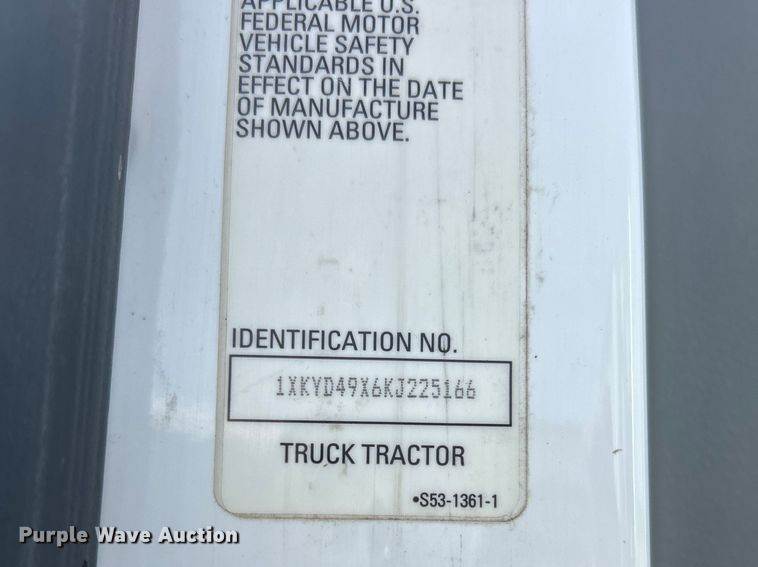 APPLICABLE U.S.
FEDERAL MOTOR
VEHICLE SAFETY
STANDARDS IN
EFFECT ON THE DATE
OF MANUFACTURE
SHOWN ABOVE.
IDENTIFICATION NO.
1XKYD49X6KJ225166
TRUCK TRACTOR
•S53-1361-1
Purple Wave Auction